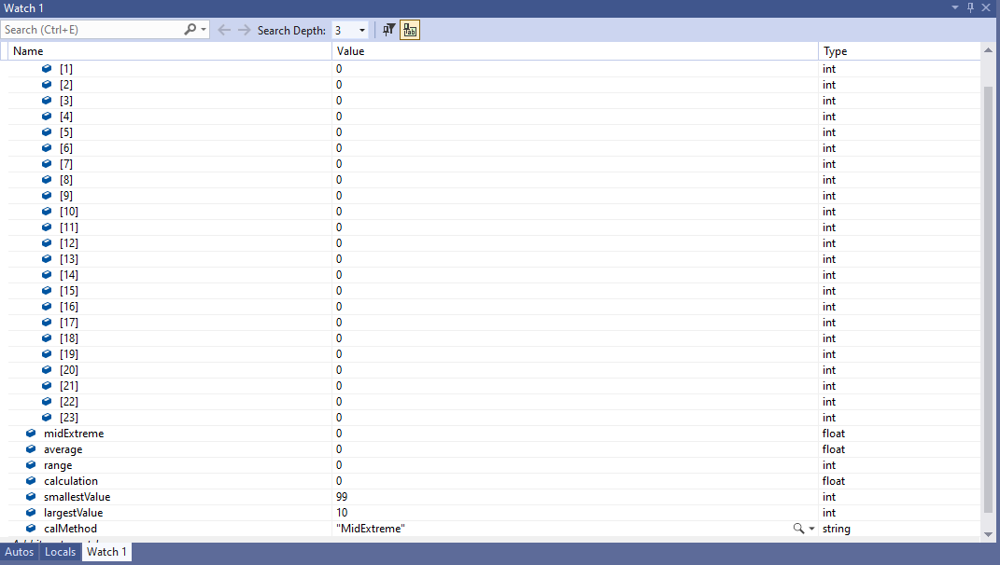 Watch 1
Search (Ctrl+E) Search Depth: 3
Name Value Type
[1] 0 int
[2] 0 int
[3] 0 int
[4] 0 int
[5] 0 int
[6] 0 int
[7] 0 int
[8] 0 int
[9] 0 int
[10] 0 int
[11] 0 int
[12] 0 int
[13] 0 int
[14] 0 int
[15] 0 int
[16] 0 int
[17] 0 int
[18] 0 int
[19] 0 int
[20] 0 int
[21] 0 int
[22] 0 int
[23] 0 int
midExtreme 0 float
average 0 float
range 0 int
calculation 0 float
smallestValue 99 int
largestValue 10 int
calMethod "MidExtreme" string
Autos Locals Watch 1